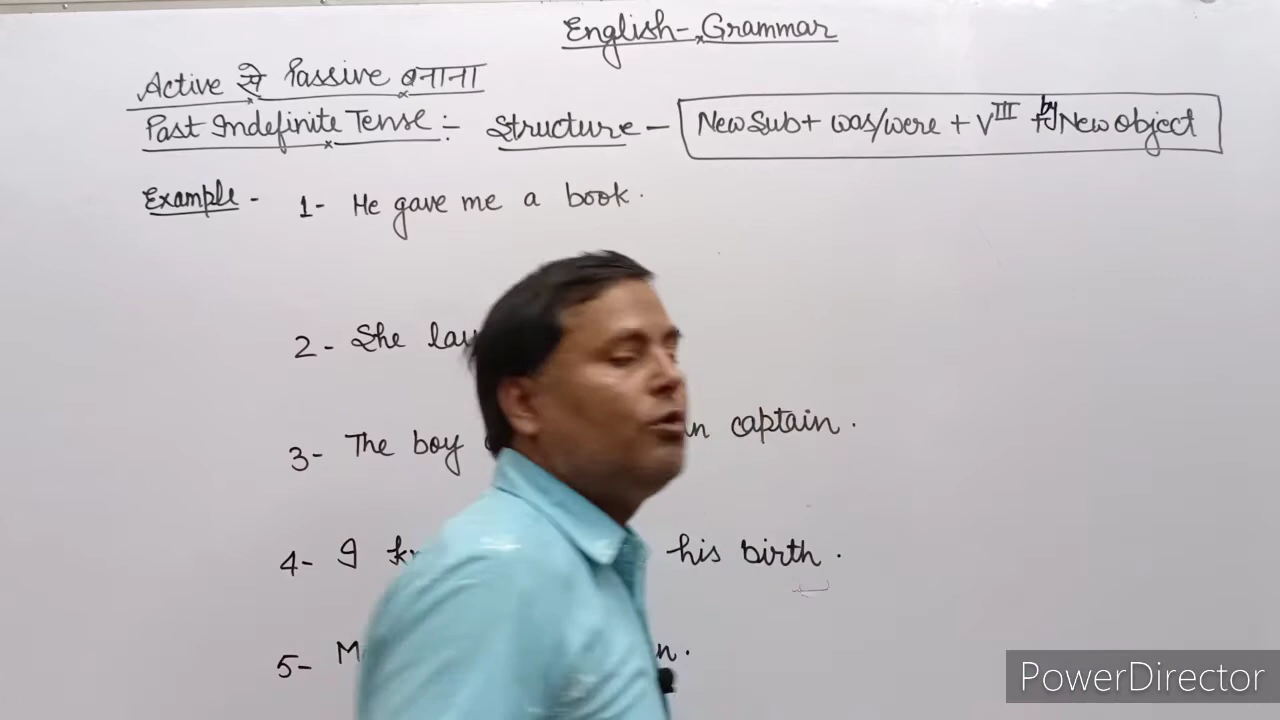 English-Grammar
Active से Passive बनाना
Past Indefinite Tense:- Structure - New Sub + was/were + V III + by New object
Example - 1- He gave me a book.
2- She
3- The boy captain.
4- I his birth.
5-
PowerDirector